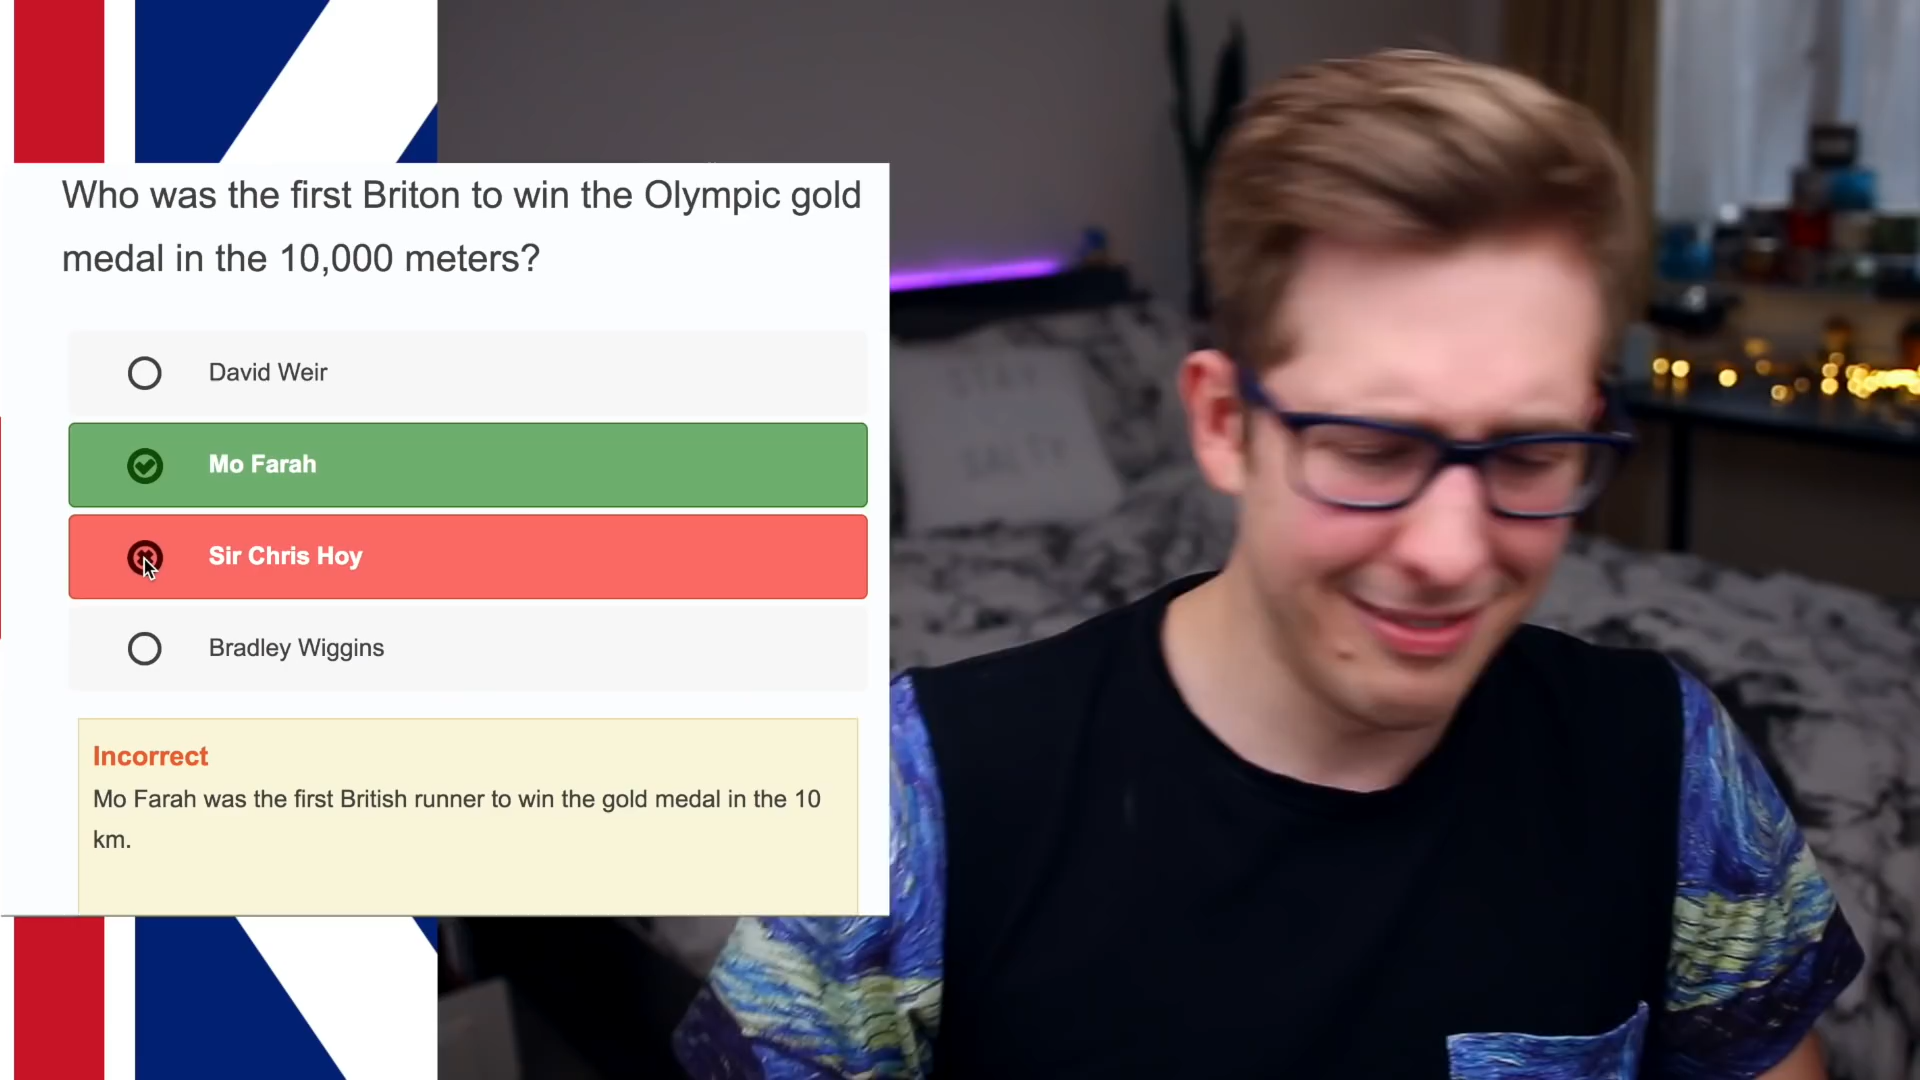 Who was the first Briton to win the Olympic gold
medal in the 10,000 meters?
David Weir
Mo Farah
Sir Chris Hoy
Bradley Wiggins
Incorrect
Mo Farah was the first British runner to win the gold medal in the 10
km.
STAY
SALTY